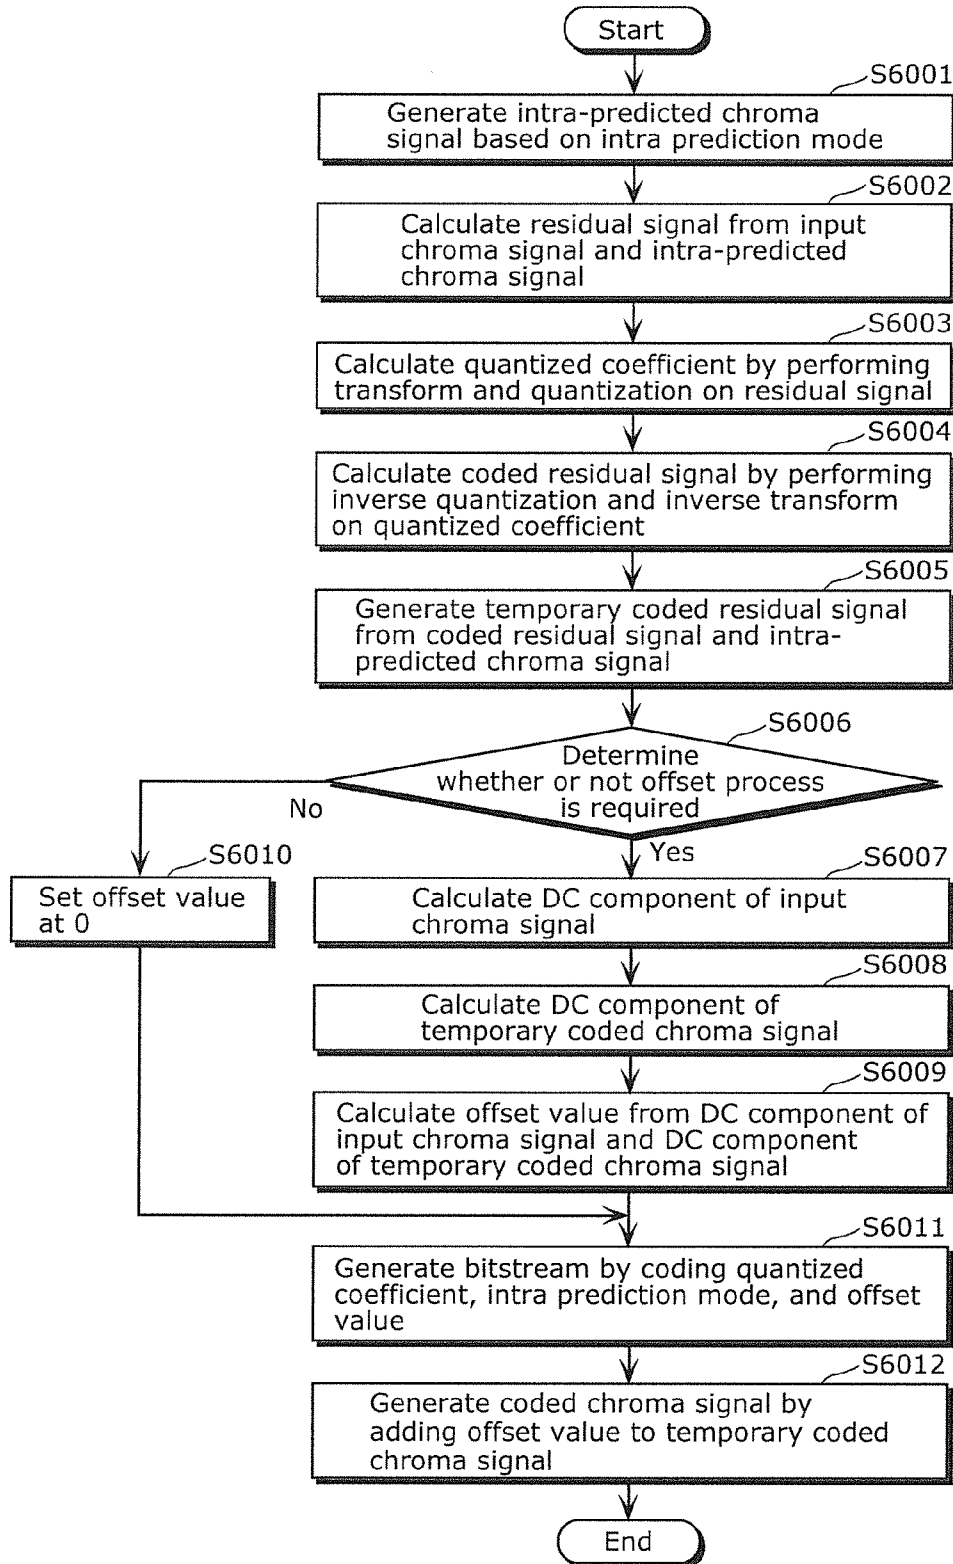 Start
S6001
Generate intra-predicted chroma
signal based on intra prediction mode
S6002
Calculate residual signal from input
chroma signal and intra-predicted
chroma signal
S6003
Calculate quantized coefficient by performing
transform and quantization on residual signal
S6004
Calculate coded residual signal by performing
inverse quantization and inverse transform
on quantized coefficient
S6005
Generate temporary coded residual signal
from coded residual signal and intra-
predicted chroma signal
S6006
Determine
whether or not offset process
is required
No
Yes
S6010
Set offset value
at 0
S6007
Calculate DC component of input
chroma signal
S6008
Calculate DC component of
temporary coded chroma signal
S6009
Calculate offset value from DC component of
input chroma signal and DC component
of temporary coded chroma signal
S6011
Generate bitstream by coding quantized
coefficient, intra prediction mode, and offset
value
S6012
Generate coded chroma signal by
adding offset value to temporary coded
chroma signal
End